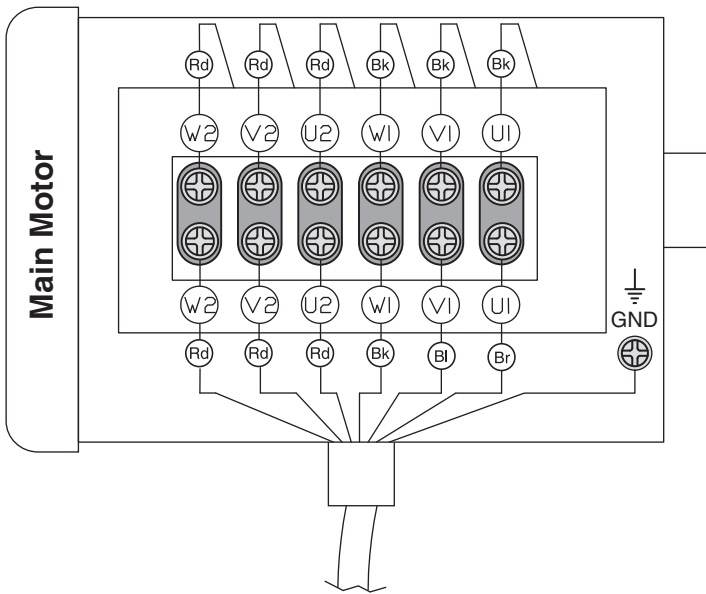 Main Motor
Rd Rd Rd Bk Bk Bk
W2 V2 U2 W1 V1 U1
W2 V2 U2 W1 V1 U1
GND
Rd Rd Rd Bk Bl Br